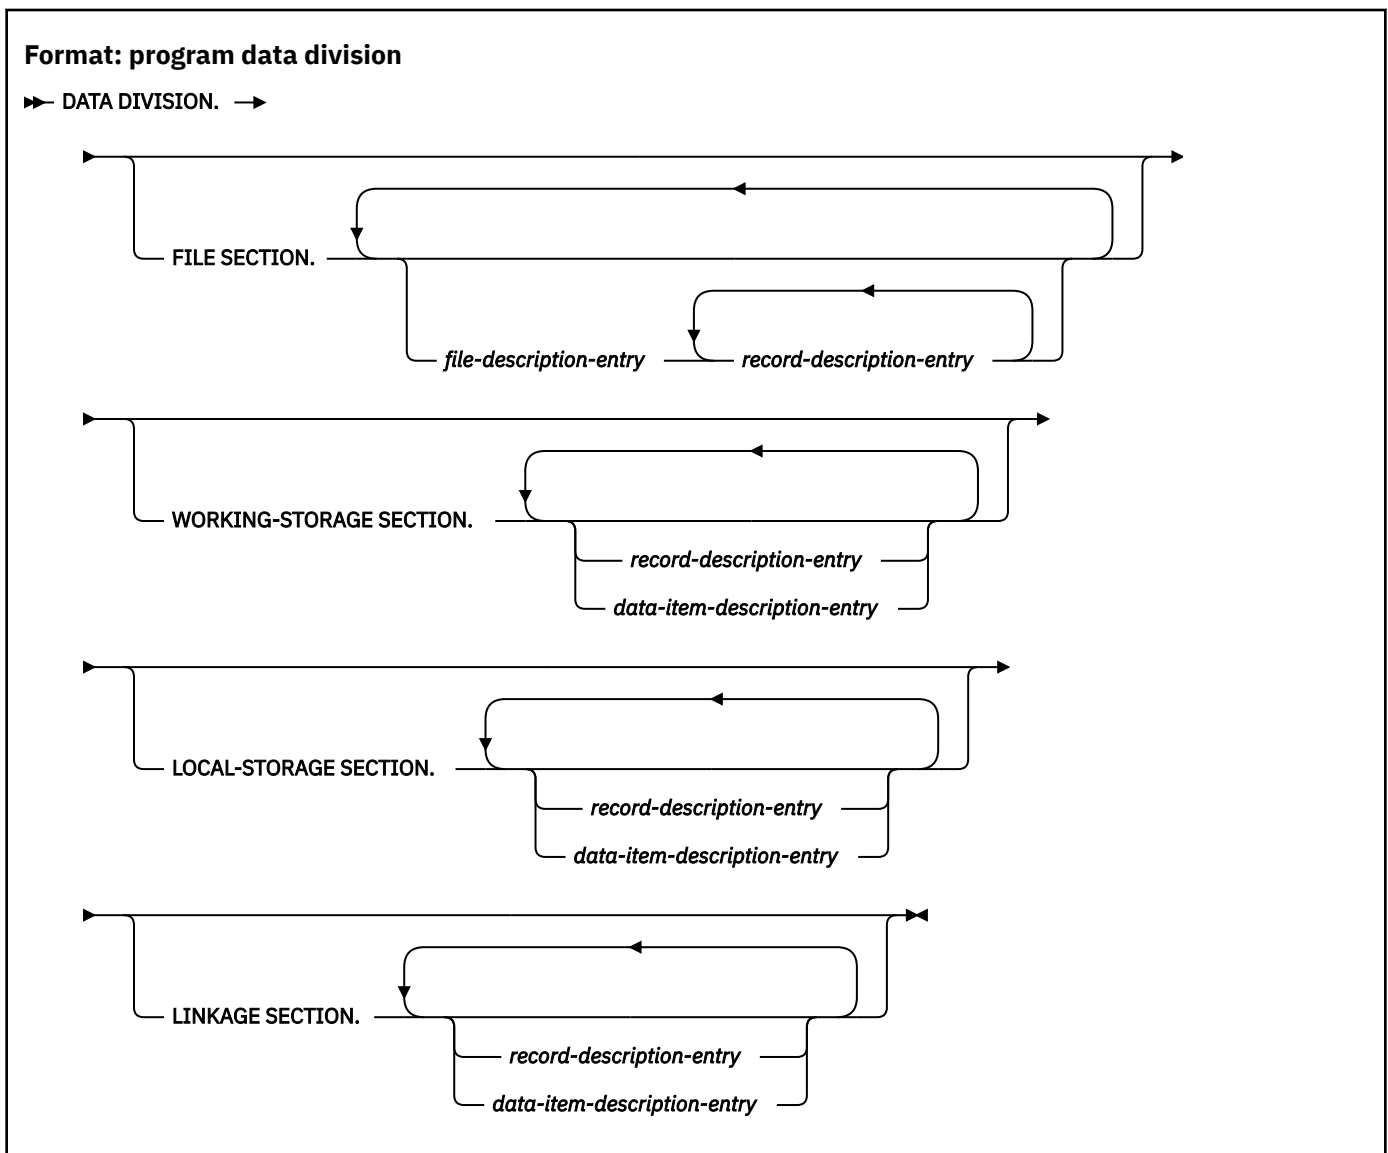 Format: program data division
DATA DIVISION.
FILE SECTION.
file-description-entry record-description-entry
WORKING-STORAGE SECTION.
record-description-entry
data-item-description-entry
LOCAL-STORAGE SECTION.
record-description-entry
data-item-description-entry
LINKAGE SECTION.
record-description-entry
data-item-description-entry